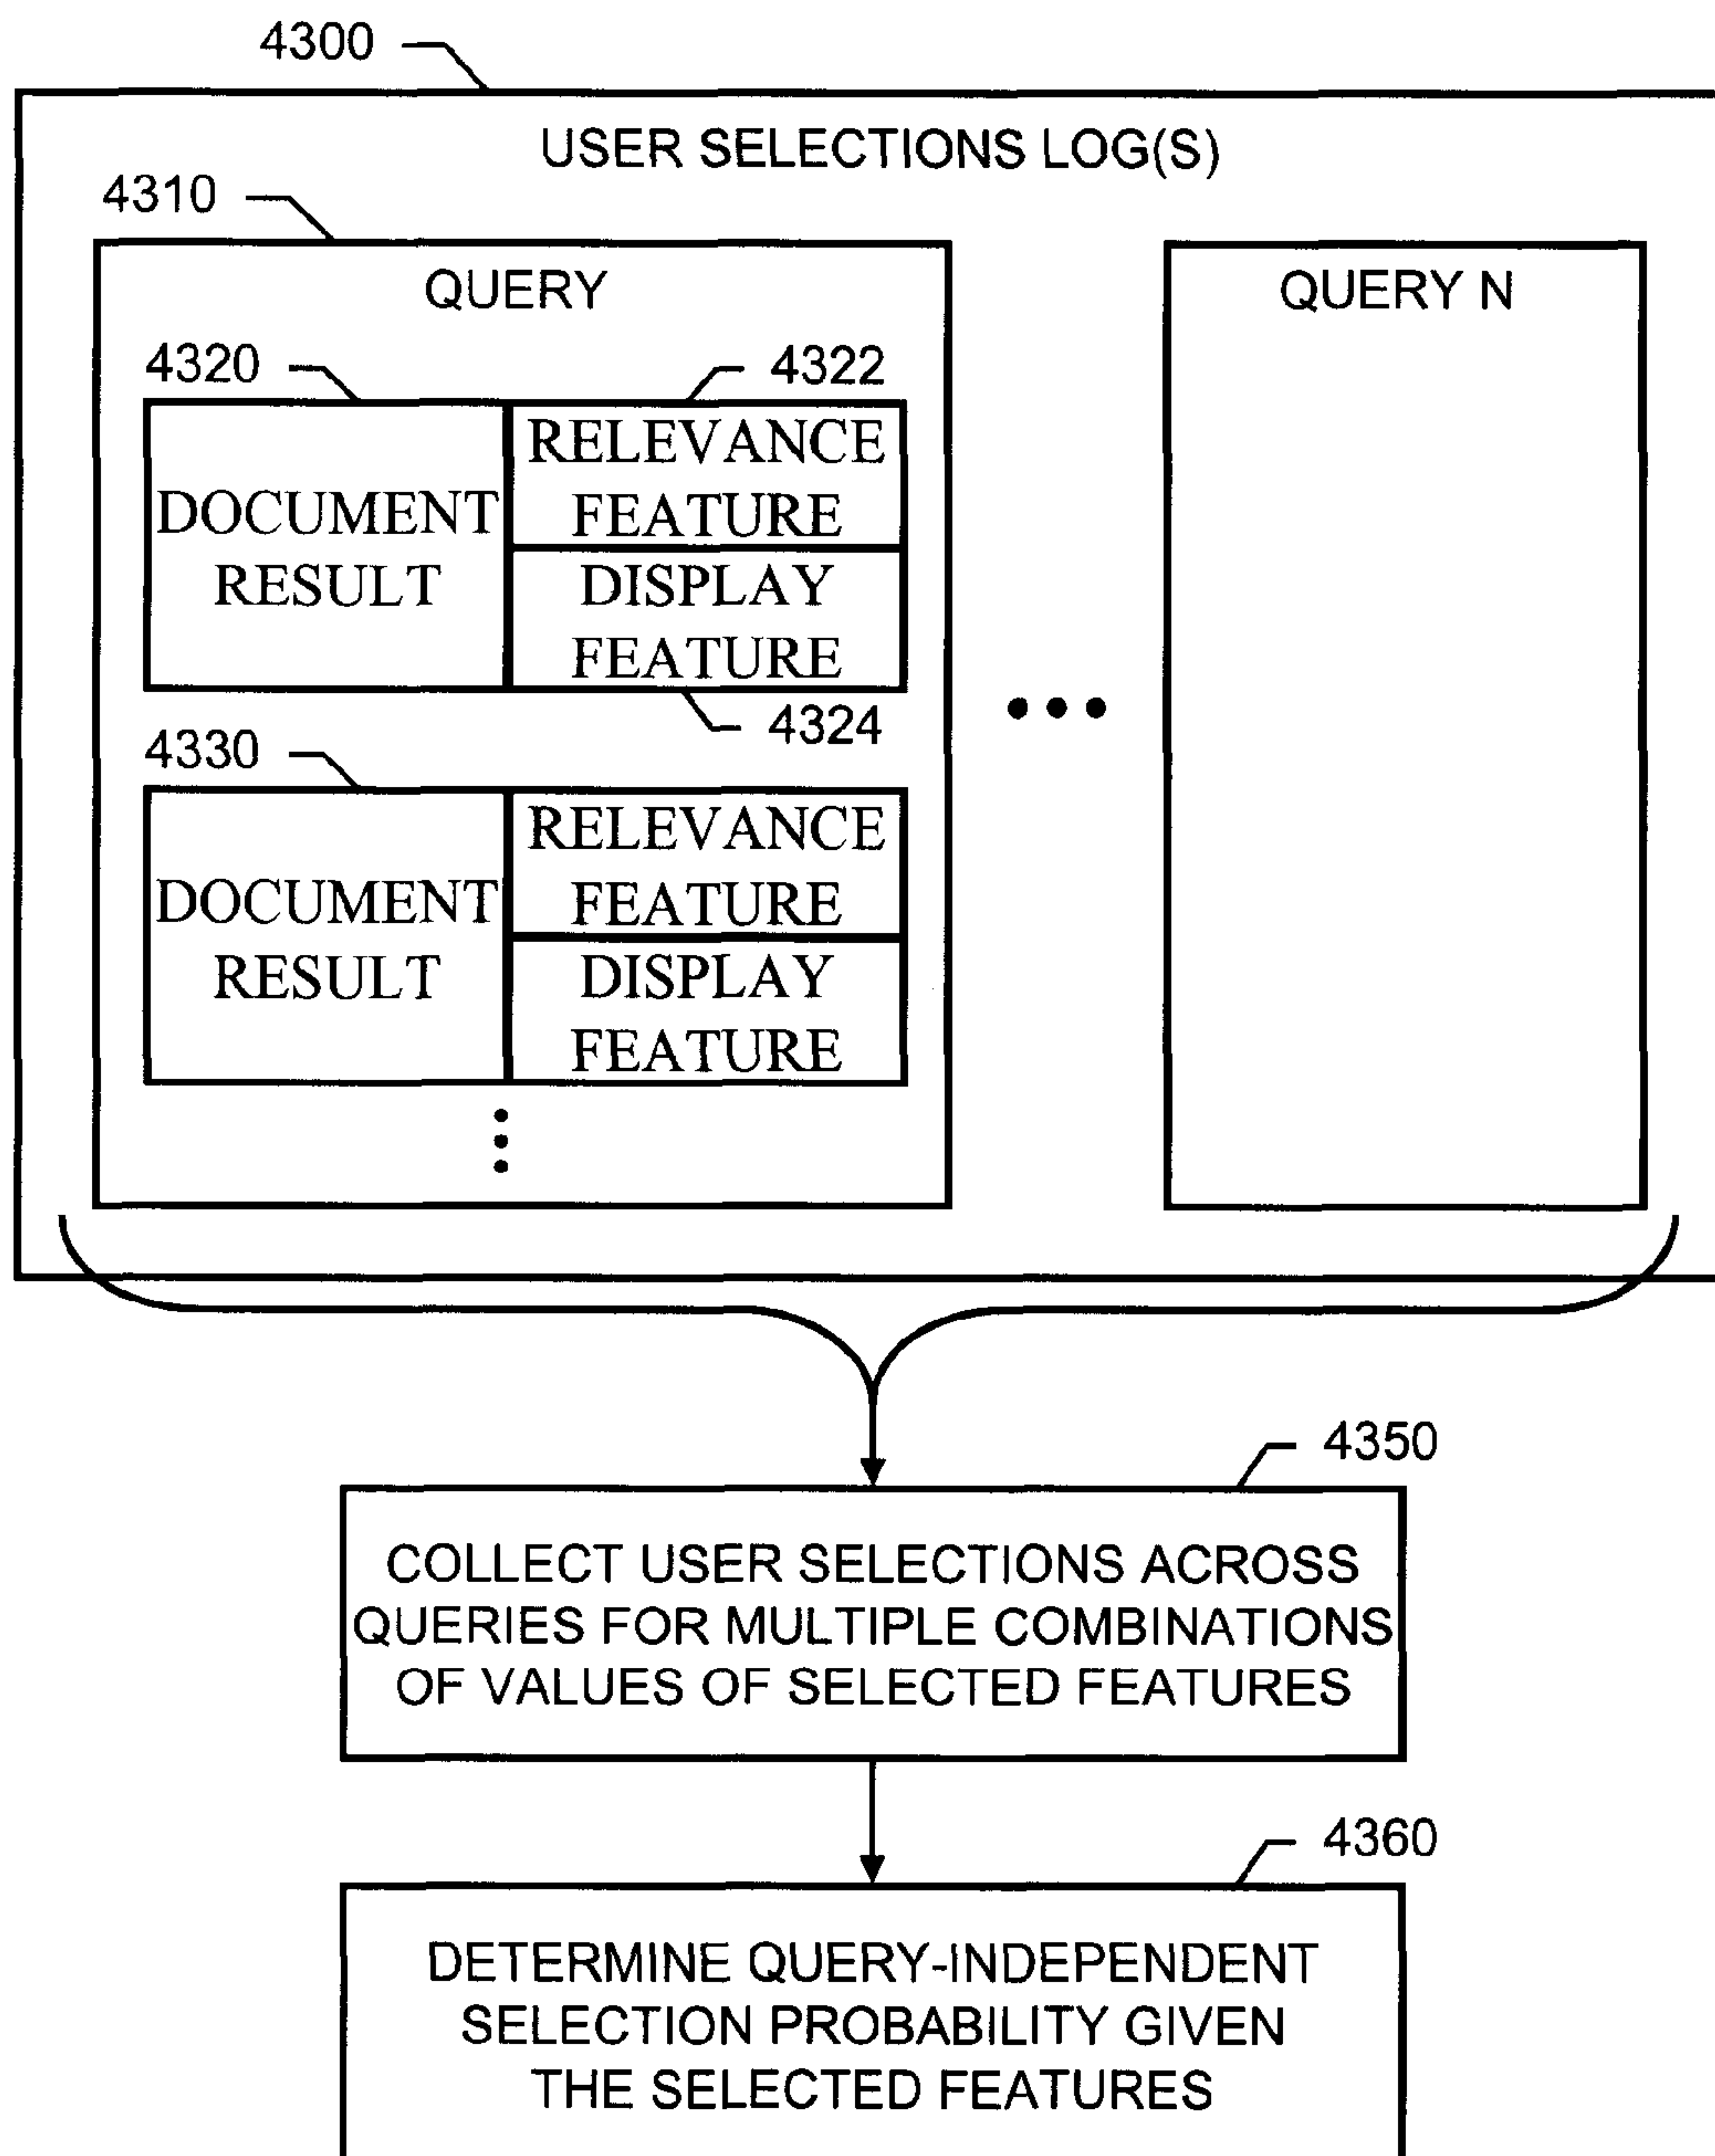 4300
USER SELECTIONS LOG(S)
4310
QUERY
4320
4322
DOCUMENT
RESULT
RELEVANCE
FEATURE
DISPLAY
FEATURE
4324
4330
DOCUMENT
RESULT
RELEVANCE
FEATURE
DISPLAY
FEATURE
QUERY N
4350
COLLECT USER SELECTIONS ACROSS
QUERIES FOR MULTIPLE COMBINATIONS
OF VALUES OF SELECTED FEATURES
4360
DETERMINE QUERY-INDEPENDENT
SELECTION PROBABILITY GIVEN
THE SELECTED FEATURES